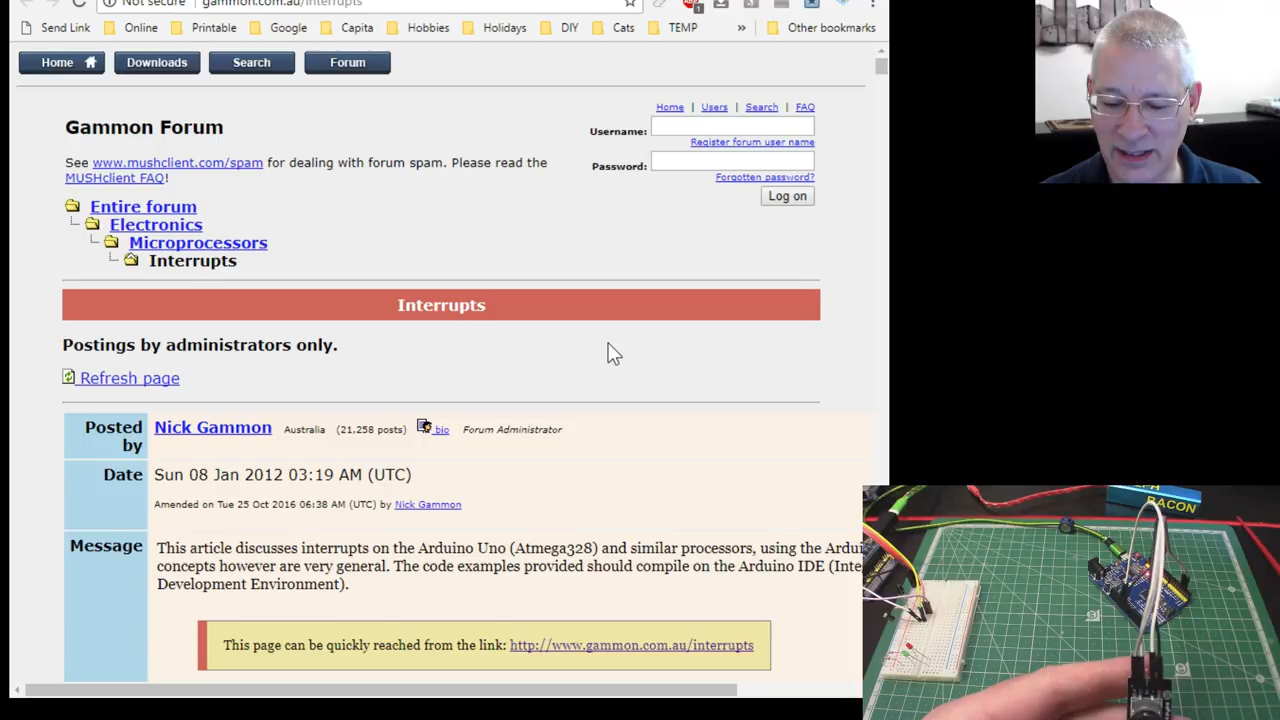 Not secure gammon.com.au/interrupts
Send Link Online Printable Google Capita Hobbies Holidays DIY Cats TEMP » Other bookmarks
Home Downloads Search Forum
Home | Users | Search | FAQ
Gammon Forum
Username:
Register forum user name
See www.mushclient.com/spam for dealing with forum spam. Please read the
MUSHclient FAQ!
Password:
Forgotten password?
Log on
Entire forum
Electronics
Microprocessors
Interrupts
Interrupts
Postings by administrators only.
Refresh page
Posted by Nick Gammon Australia (21,258 posts) bio Forum Administrator
Date Sun 08 Jan 2012 03:19 AM (UTC)
Amended on Tue 25 Oct 2016 06:38 AM (UTC) by Nick Gammon
Message This article discusses interrupts on the Arduino Uno (Atmega328) and similar processors, using the Ardui
concepts however are very general. The code examples provided should compile on the Arduino IDE (Inte
Development Environment).
This page can be quickly reached from the link: http://www.gammon.com.au/interrupts
BACON